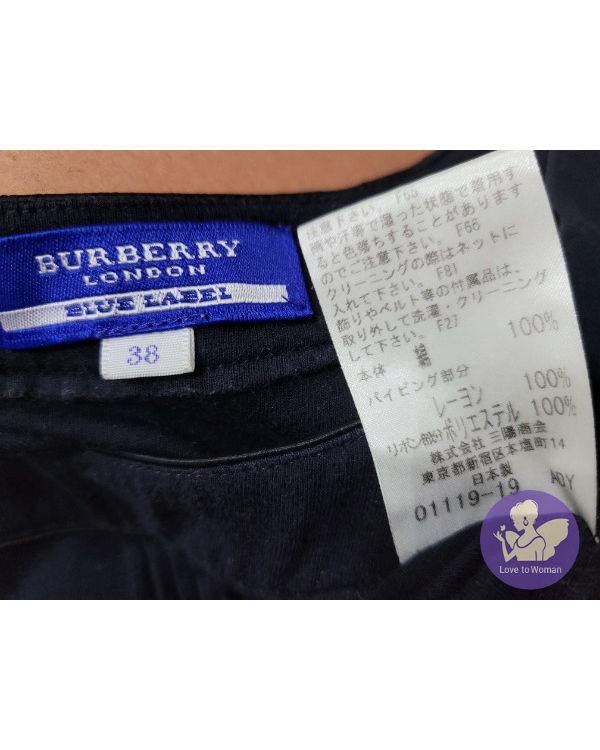 BURBERRY
LONDON
BLUE LABEL
38
注意下さい。 F65
雨や汗等で湿った状態で着用す
ると色落ちすることがあります
のでご注意下さい。 F66
クリーニングの際はネットに
入れて下さい。 F81
飾りやベルト等の付属品は、
取り外して洗濯・クリーニング
して下さい。 F27
本体 綿 100%
パイピング部分
レーヨン 100%
リボン部分 ポリエステル 100%
株式会社 三陽商会
東京都新宿区本塩町14
日本製
01119-19 ADY
Love to Woman